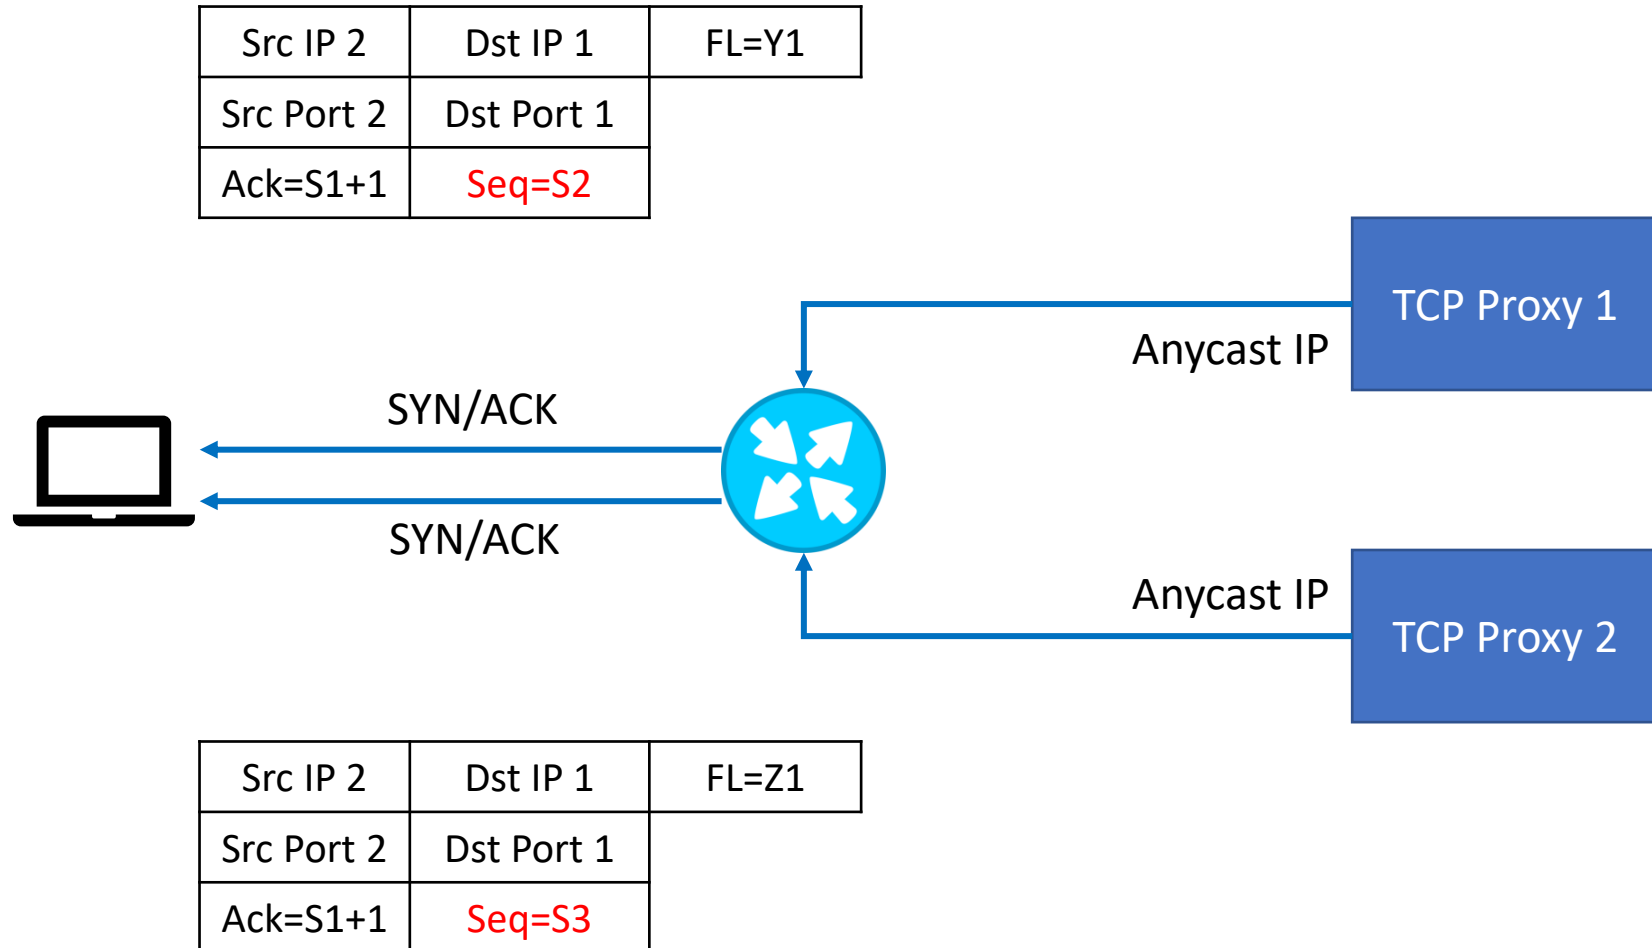 Src IP 2 Dst IP 1 FL=Y1
Src Port 2 Dst Port 1
Ack=S1+1 Seq=S2
TCP Proxy 1
Anycast IP
SYN/ACK
SYN/ACK
Anycast IP
TCP Proxy 2
Src IP 2 Dst IP 1 FL=Z1
Src Port 2 Dst Port 1
Ack=S1+1 Seq=S3